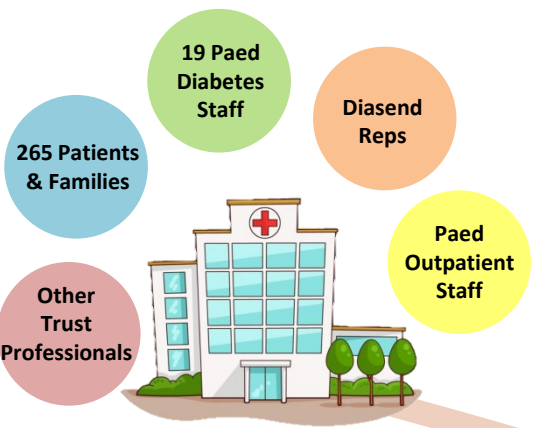 19 Paed
Diabetes
Staff
Diasend
Reps
265 Patients
& Families
Paed
Outpatient
Staff
Other
Trust
Professionals